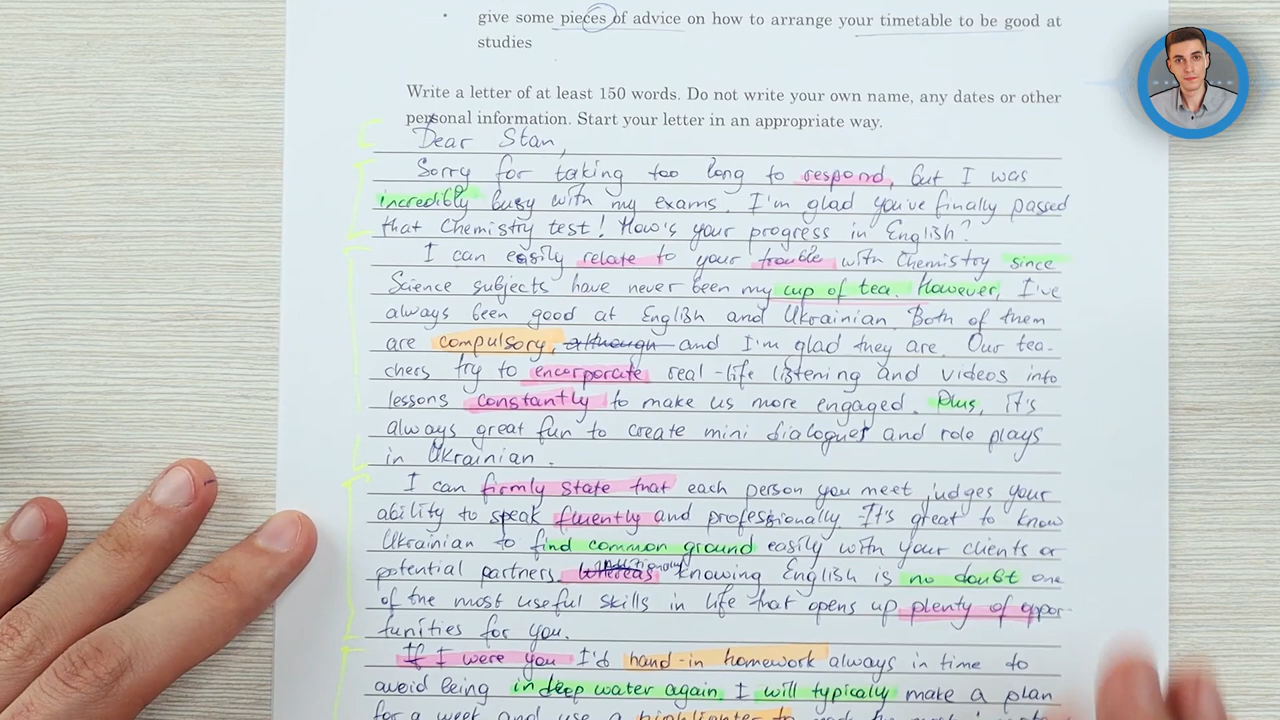 give some pieces of advice on how to arrange your timetable to be good at
studies
Write a letter of at least 150 words. Do not write your own name, any dates or other
personal information. Start your letter in an appropriate way.
Dear Stan,
Sorry for taking too long to respond, but I was
incredibly busy with my exams. I'm glad you've finally passed
that Chemistry test! How's your progress in English?
I can easily relate to your trouble with Chemistry since
Science subjects have never been my cup of tea. However, I've
always been good at English and Ukrainian. Both of them
are compulsory, although and I'm glad they are. Our tea-
chers try to encorporate real-life listening and videos into
lessons constantly to make us more engaged. Plus, it's
always great fun to create mini dialogues and role plays
in Ukrainian.
I can firmly state that each person you meet judges your
ability to speak fluently and professionally. It's great to know
Ukrainian to find common ground easily with your clients or
potential partners. whereas Additionally knowing English is no doubt one
of the most useful skills in life that opens up plenty of oppor-
tunities for you.
If I were you I'd hand-in homework always in time to
avoid being in deep water again. I will typically make a plan
for a week and use a highlighter to